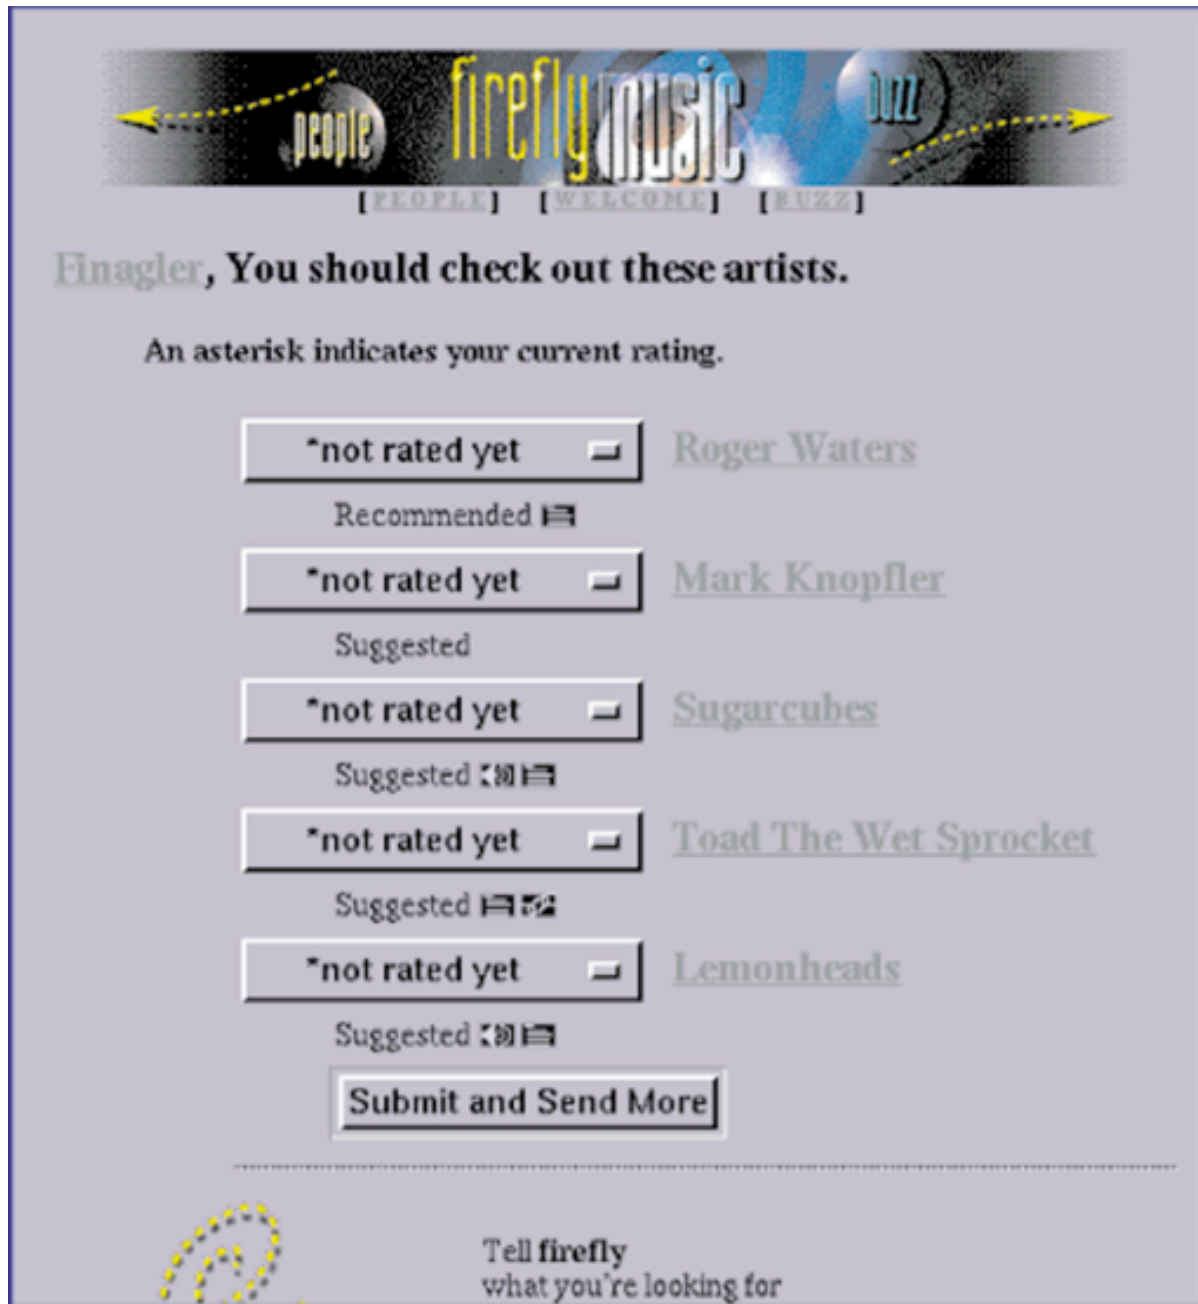 people fireflymusic buzz
[PEOPLE] [WELCOME] [BUZZ]
Finagler, You should check out these artists.
An asterisk indicates your current rating.
*not rated yet Roger Waters
Recommended
*not rated yet Mark Knopfler
Suggested
*not rated yet Sugarcubes
Suggested
*not rated yet Toad The Wet Sprocket
Suggested
*not rated yet Lemonheads
Suggested
Submit and Send More
Tell firefly
what you're looking for